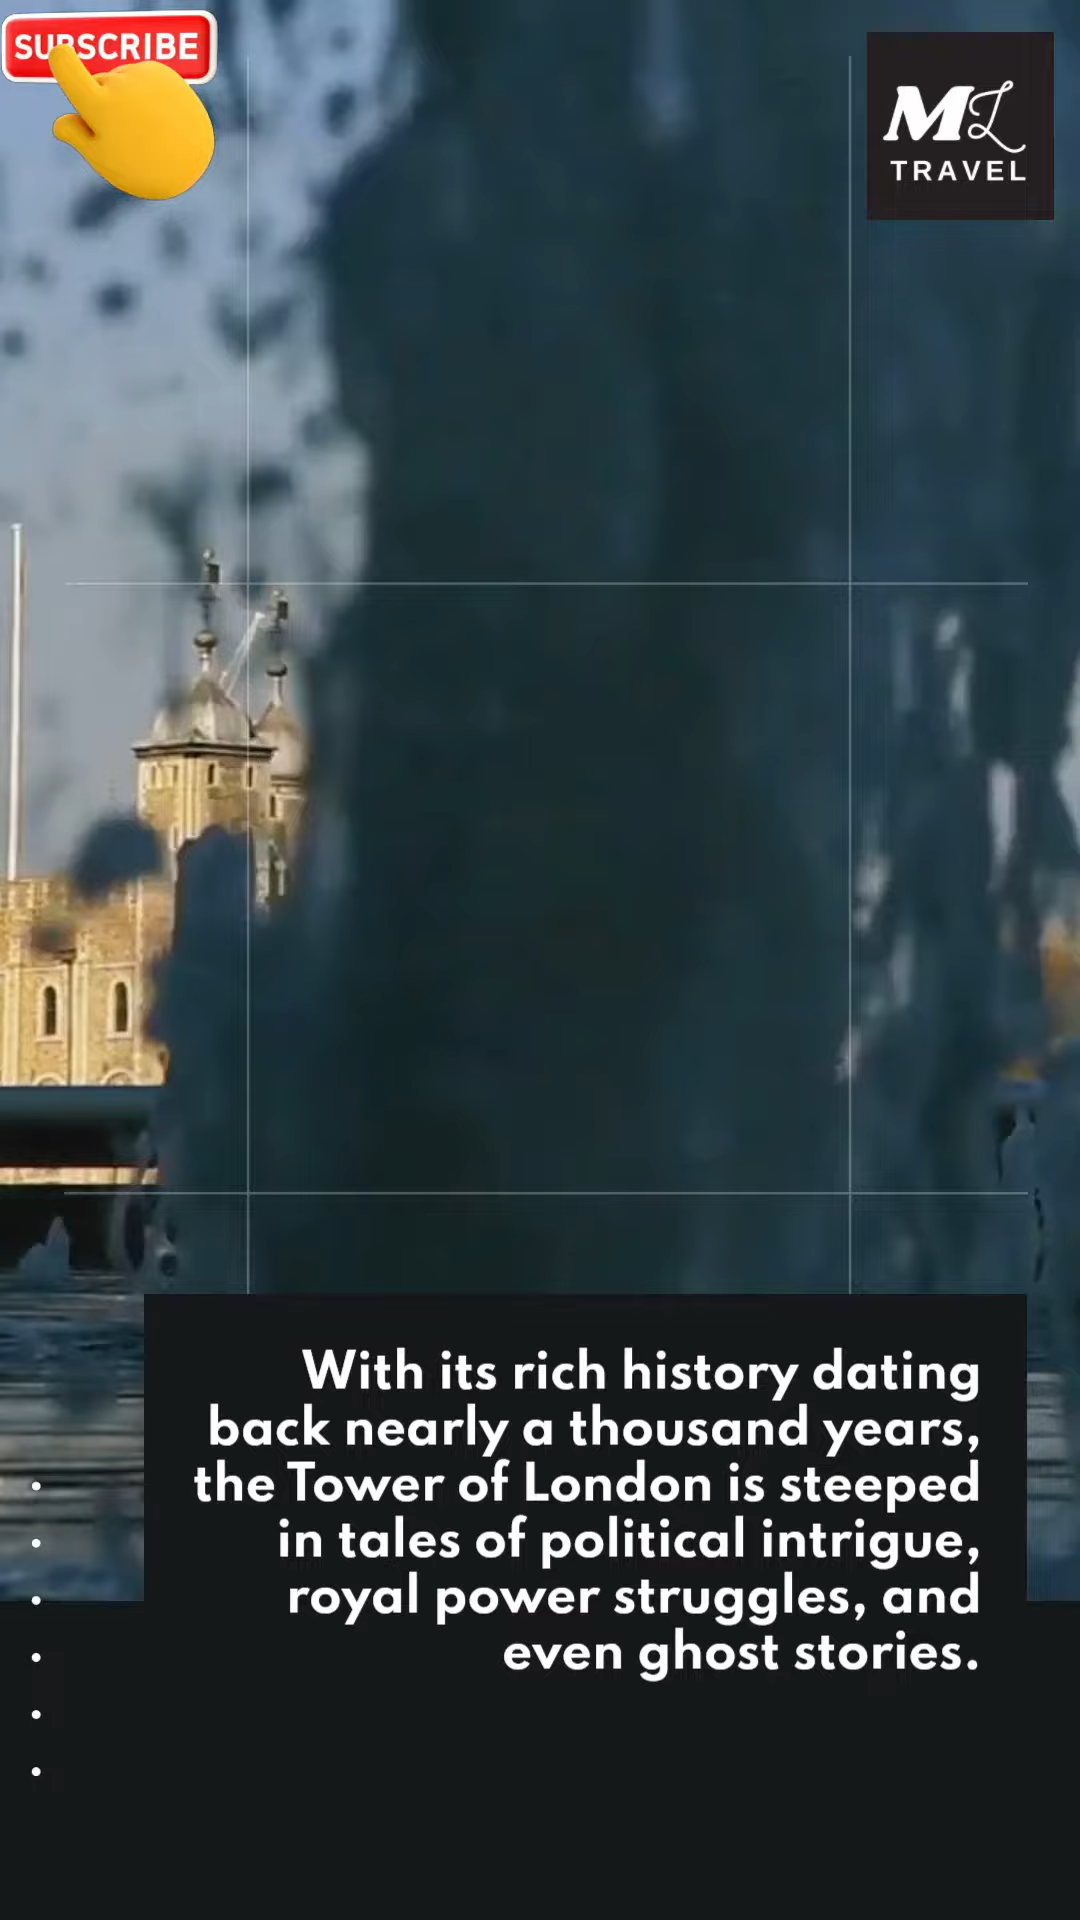 SUBSCRIBE
ML
TRAVEL
With its rich history dating
back nearly a thousand years,
the Tower of London is steeped
in tales of political intrigue,
royal power struggles, and
even ghost stories.